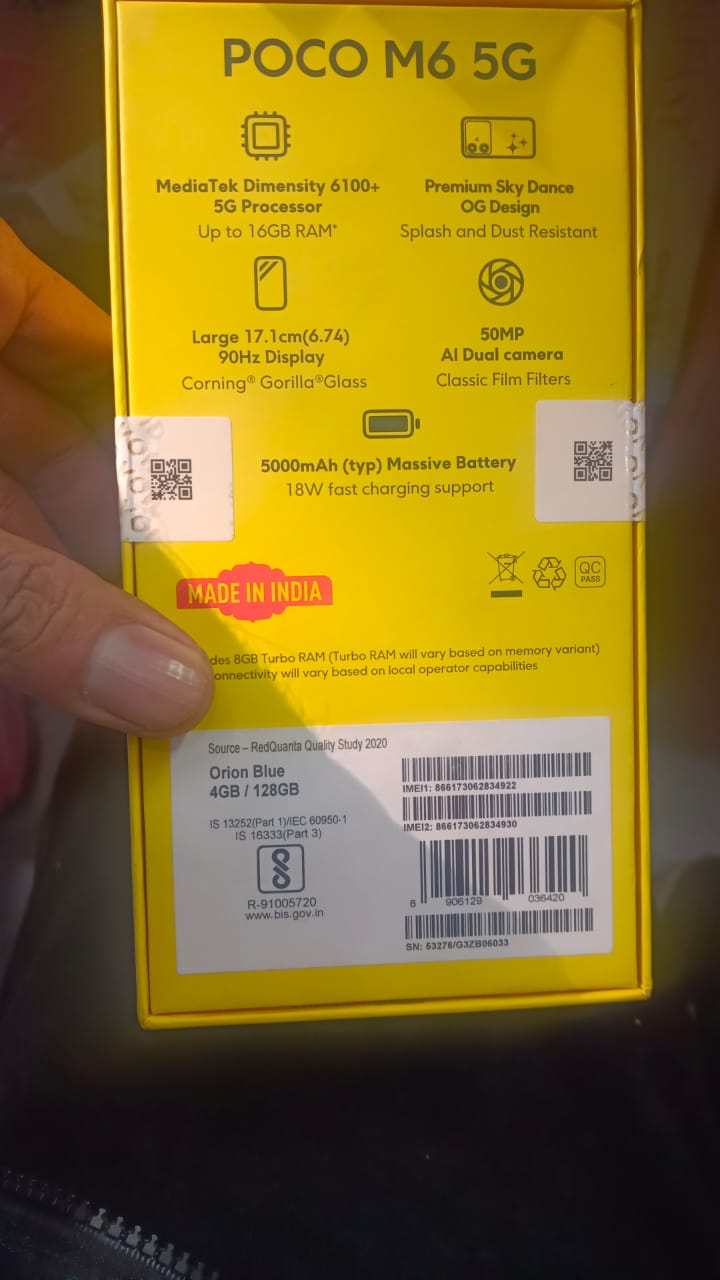 POCO M6 5G
MediaTek Dimensity 6100+
5G Processor
Up to 16GB RAM*
Premium Sky Dance
OG Design
Splash and Dust Resistant
Large 17.1cm(6.74)
90Hz Display
Corning® Gorilla®Glass
50MP
AI Dual camera
Classic Film Filters
5000mAh (typ) Massive Battery
18W fast charging support
MADE IN INDIA
QC
PASS
8GB Turbo RAM (Turbo RAM will vary based on memory variant)
will vary based on local operator capabilities
Source – RedQuanta Quality Study 2020
Orion Blue
4GB / 128GB
IS 13252(Part 1)/IEC 60950-1
IS 16333(Part 3)
R-91005720
www.bis.gov.in
IMEI1: 866173062834922
IMEI2: 866173062834930
8 906129 036420
SN: 53276/G3ZB06033